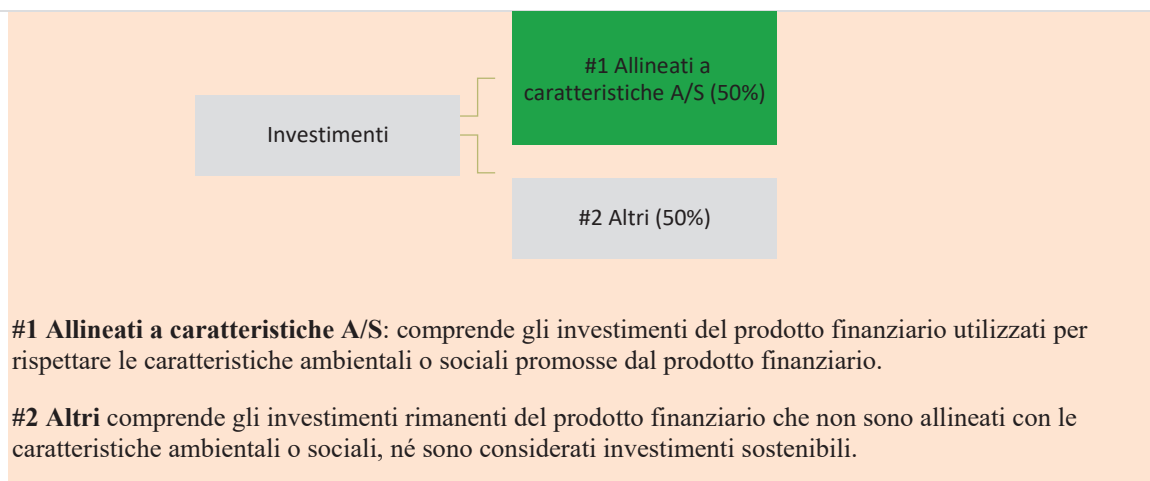 #1 Allineati a
caratteristiche A/S (50%)
Investimenti
#2 Altri (50%)
#1 Allineati a caratteristiche A/S: comprende gli investimenti del prodotto finanziario utilizzati per
rispettare le caratteristiche ambientali o sociali promosse dal prodotto finanziario.
#2 Altri comprende gli investimenti rimanenti del prodotto finanziario che non sono allineati con le
caratteristiche ambientali o sociali, né sono considerati investimenti sostenibili.